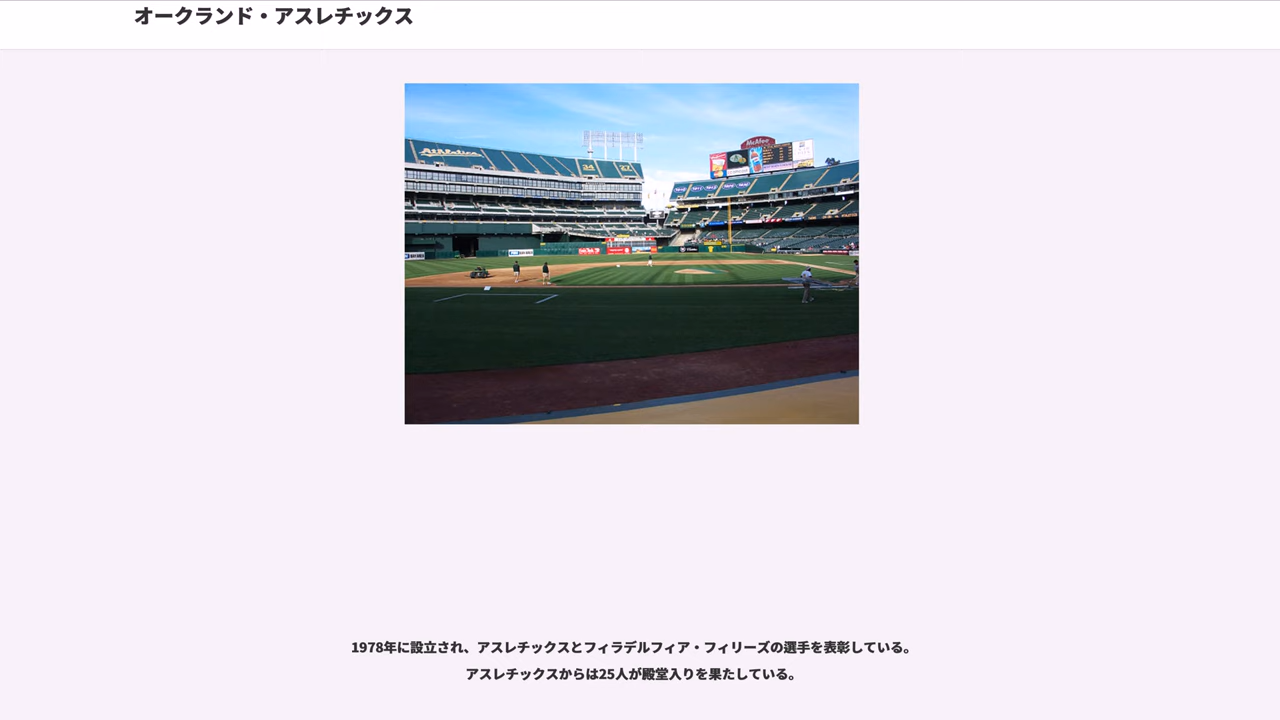 オークランド・アスレチックス
Athletics
McAfee
34
27
1978年に設立され、アスレチックスとフィラデルフィア・フィリーズの選手を表彰している。
アスレチックスからは25人が殿堂入りを果たしている。